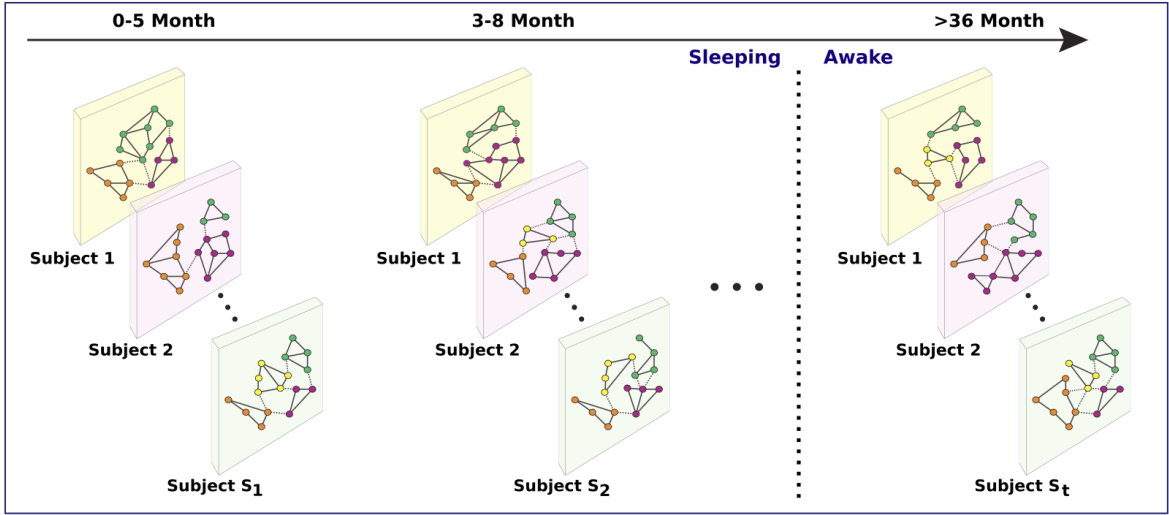 0-5 Month
3-8 Month
>36 Month
Sleeping
Awake
Subject 1
Subject 1
Subject 1
Subject 2
Subject 2
Subject 2
Subject S1
Subject S2
Subject St